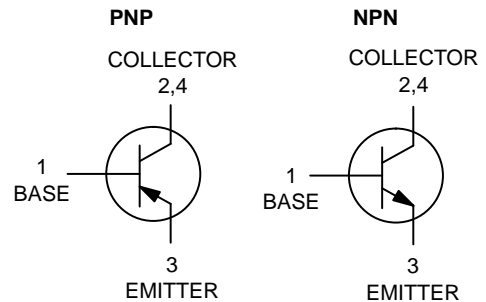 PNP
COLLECTOR
2,4
1
BASE
3
EMITTER
NPN
COLLECTOR
2,4
1
BASE
3
EMITTER